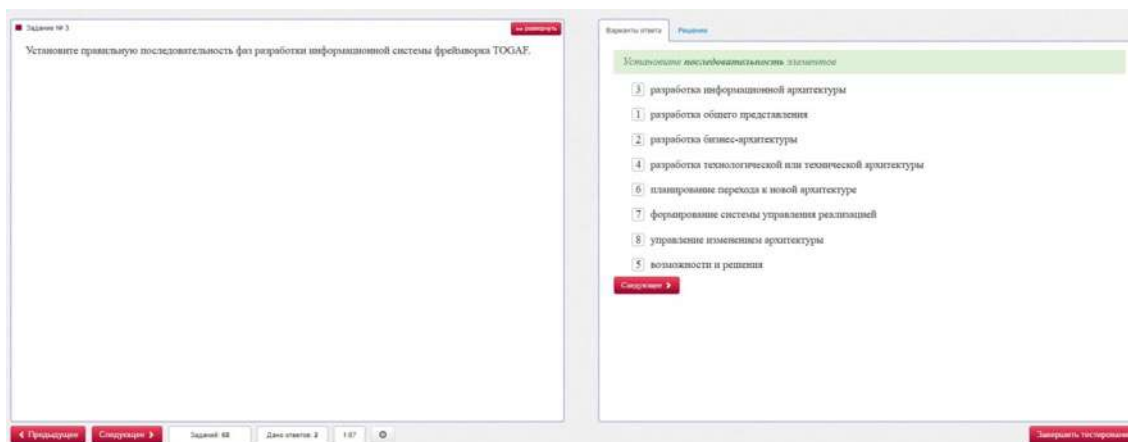 Задание № 3
развернуть
Установите правильную последовательность фаз разработки информационной системы фреймворка TOGAF.
Варианты ответа
Решение
Установите последовательность элементов
3 разработка информационной архитектуры
1 разработка общего представления
2 разработка бизнес-архитектуры
4 разработка технологической или технической архитектуры
6 планирование перехода к новой архитектуре
7 формирование системы управления реализацией
8 управление изменением архитектуры
5 возможности и решения
Следующее
Предыдущее
Следующее
Заданий: 68
Дано ответов: 2
Завершить тестирование